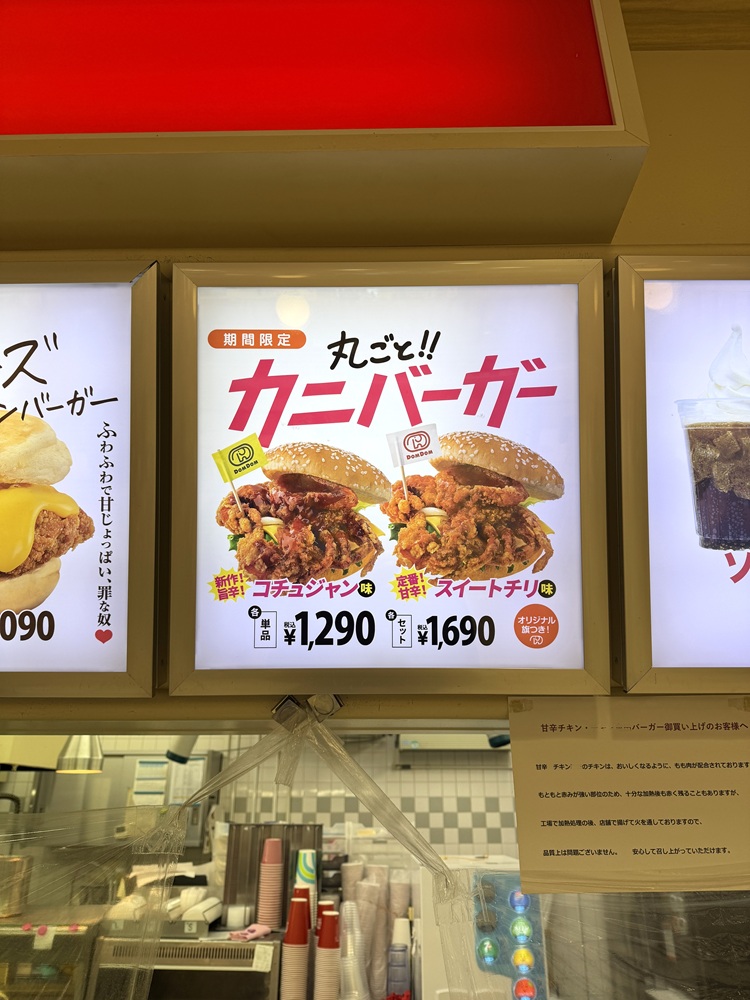 ーズ
ンバーガー
ふわふわで甘じょっぱい、罪な奴❤
090
期間限定
丸ごと!!
カニバーガー
DOMDOM
DOMDOM
新作!
旨辛!
コチュジャン味
定番!
甘辛!
スイートチリ味
各
単品
税込
¥1,290
各
セット
税込
¥1,690
オリジナル
旗つき!
ソ
甘辛チキン バーガー御買い上げのお客様へ
甘辛 チキン のチキンは、おいしくなるように、もも肉が配合されております
もともと赤みが強い部位のため、十分な加熱後も赤く残ることもありますが、
工場で加熱処理の後、店舗で揚げて火を通しておりますので、
品質上は問題ございません。 安心して召し上がっていただけます。